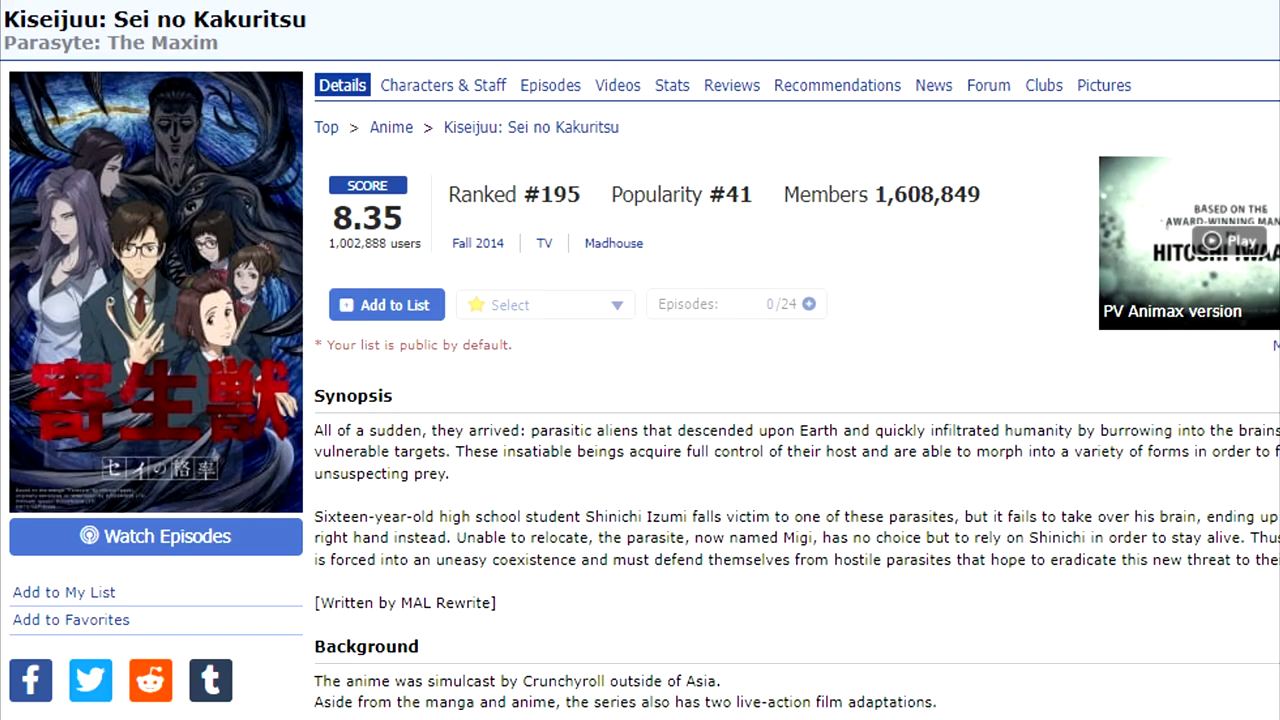 Kiseijuu: Sei no Kakuritsu
Parasyte: The Maxim
Details Characters & Staff Episodes Videos Stats Reviews Recommendations News Forum Clubs Pictures
Top > Anime > Kiseijuu: Sei no Kakuritsu
SCORE
8.35
1,002,888 users
Ranked #195 Popularity #41 Members 1,608,849
Fall 2014 TV Madhouse
BASED ON THE
AWARD-WINNING MAN
HITOSHI IWAA
Play
PV Animax version
Add to List
Select
Episodes: 0/24
* Your list is public by default.
M
Synopsis
All of a sudden, they arrived: parasitic aliens that descended upon Earth and quickly infiltrated humanity by burrowing into the brains
vulnerable targets. These insatiable beings acquire full control of their host and are able to morph into a variety of forms in order to f
unsuspecting prey.
Sixteen-year-old high school student Shinichi Izumi falls victim to one of these parasites, but it fails to take over his brain, ending up
right hand instead. Unable to relocate, the parasite, now named Migi, has no choice but to rely on Shinichi in order to stay alive. Thus
is forced into an uneasy coexistence and must defend themselves from hostile parasites that hope to eradicate this new threat to the
[Written by MAL Rewrite]
Background
The anime was simulcast by Crunchyroll outside of Asia.
Aside from the manga and anime, the series also has two live-action film adaptations.
寄生獣
セイの格率
Watch Episodes
Add to My List
Add to Favorites